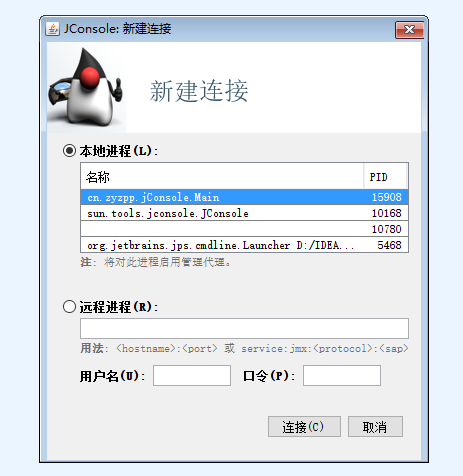 JConsole: 新建连接
新建连接
本地进程(L):
名称 PID
cn.zyzpp.jConsole.Main 15908
sun.tools.jconsole.JConsole 10168
10780
org.jetbrains.jps.cmdline.Launcher D:/IDEA... 5468
注: 将对此进程启用管理代理。
远程进程(R):
用法: <hostname>:<port> 或 service:jmx:<protocol>:<sap>
用户名(U): 口令(P):
连接(C) 取消